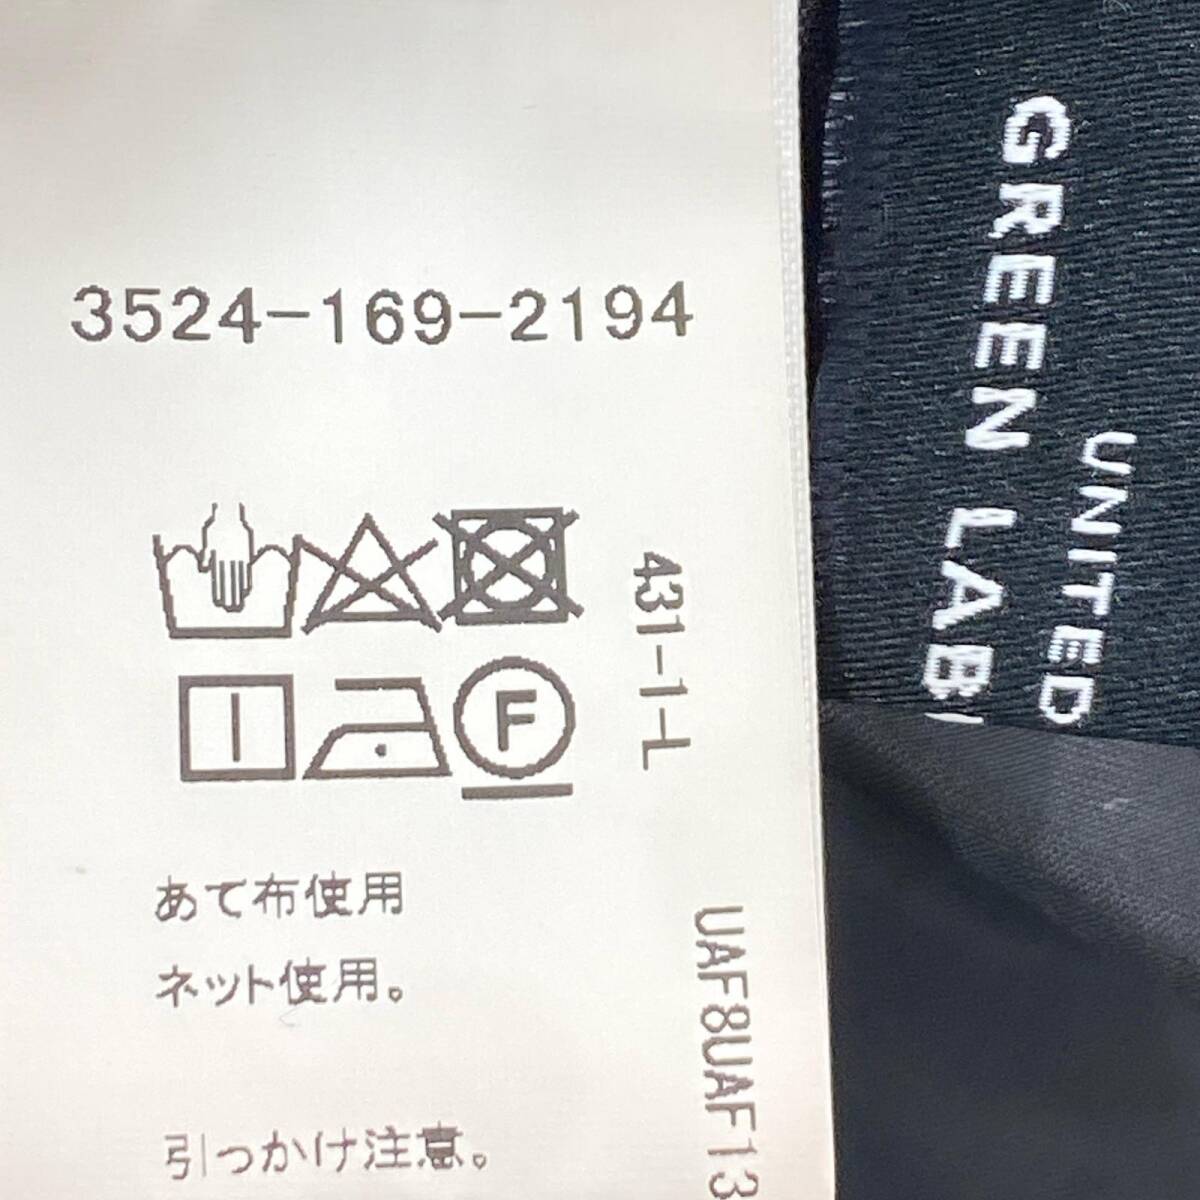 3524-169-2194
F
431-1-L
あて布使用
ネット使用。
引っかけ注意。
UAF8UAF13
GREEN LAB
UNITED